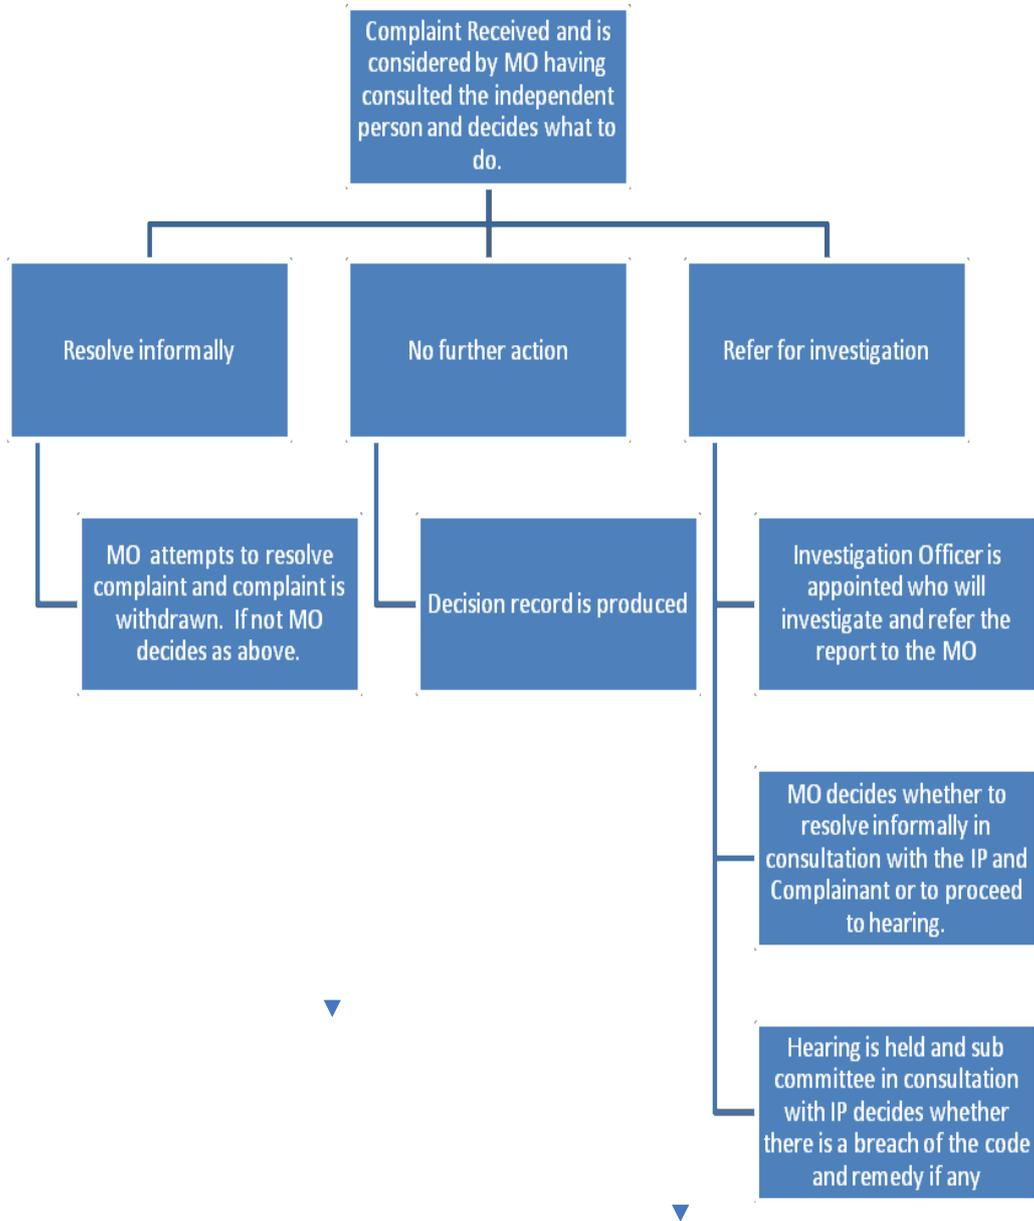 Complaint Received and is
considered by MO having
consulted the independent
person and decides what to
do.
Resolve informally
No further action
Refer for investigation
MO attempts to resolve
complaint and complaint is
withdrawn. If not MO
decides as above.
Decision record is produced
Investigation Officer is
appointed who will
investigate and refer the
report to the MO
MO decides whether to
resolve informally in
consultation with the IP and
Complainant or to proceed
to hearing.
Hearing is held and sub
committee in consultation
with IP decides whether
there is a breach of the code
and remedy if any